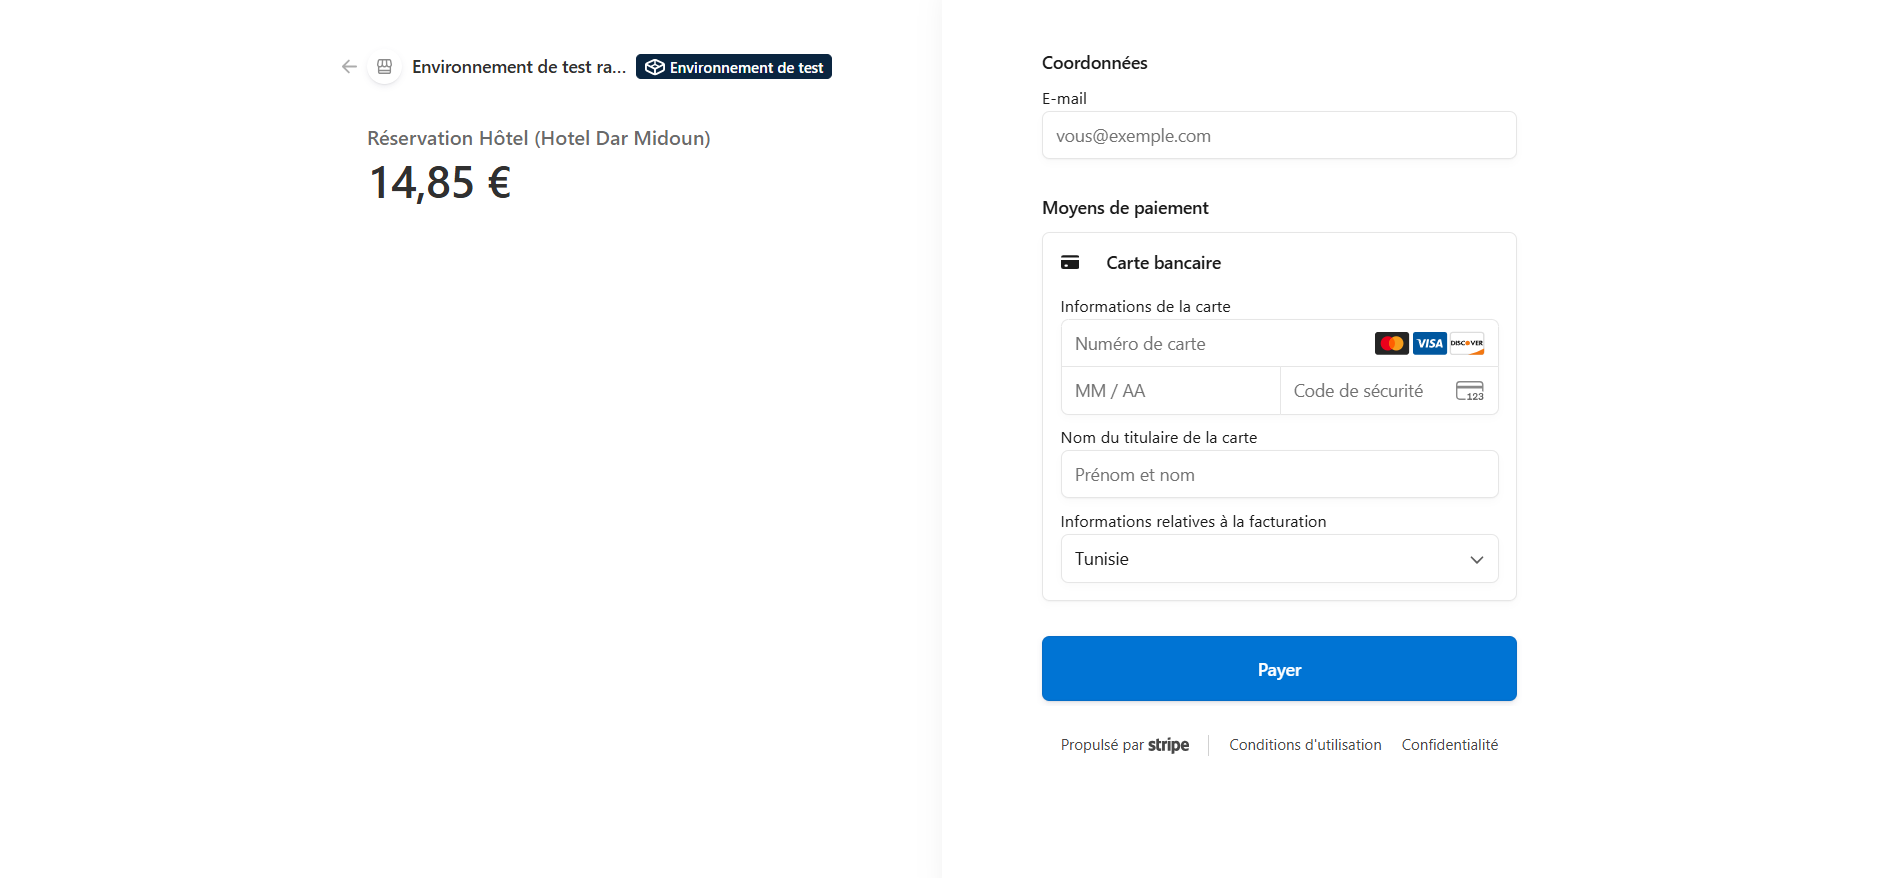 Environnement de test ra...
Environnement de test
Réservation Hôtel (Hotel Dar Midoun)
14,85 €
Coordonnées
E-mail
vous@exemple.com
Moyens de paiement
Carte bancaire
Informations de la carte
Numéro de carte
VISA
DISCOVER
MM / AA
Code de sécurité
123
Nom du titulaire de la carte
Prénom et nom
Informations relatives à la facturation
Tunisie
Payer
Propulsé par stripe
Conditions d'utilisation
Confidentialité